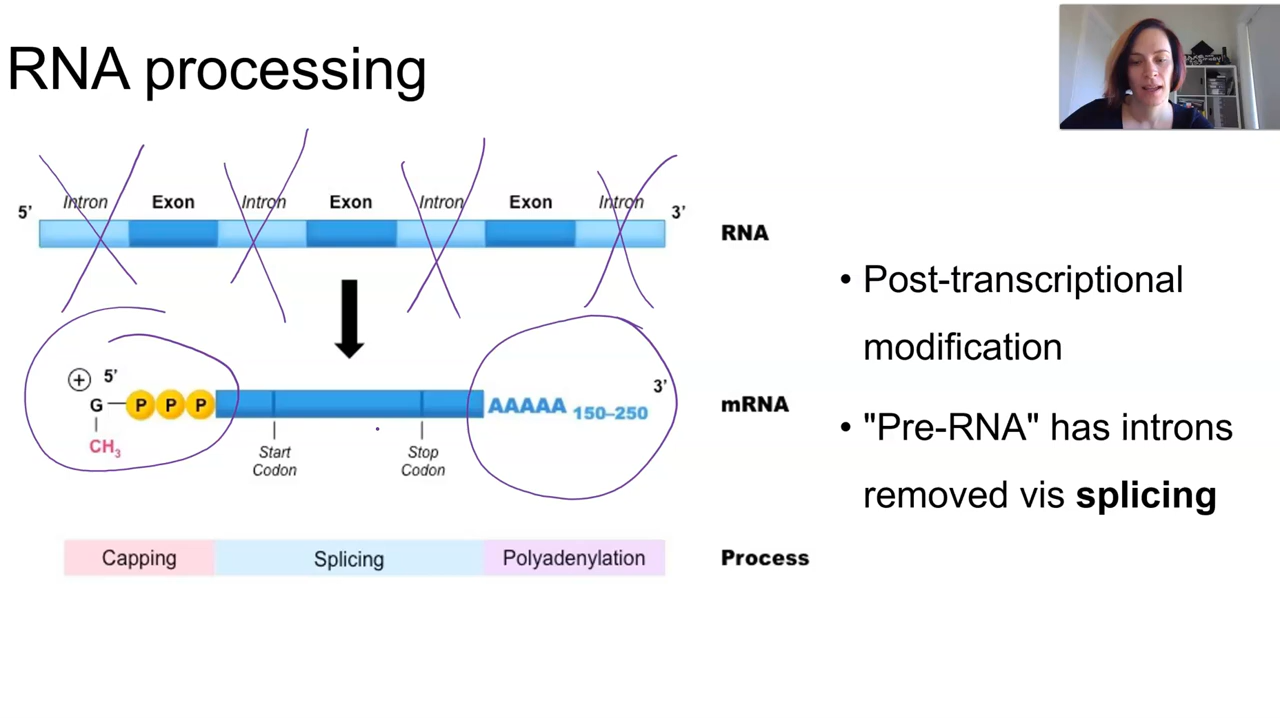 RNA processing
Intron Exon Intron Exon Intron Exon Intron
5’ 3’
RNA
+ 5’ 3’
G P P P AAAAA 150–250
mRNA
CH3
Start Codon
Stop Codon
Capping Splicing Polyadenylation
Process
• Post-transcriptional
modification
• "Pre-RNA" has introns
removed vis splicing